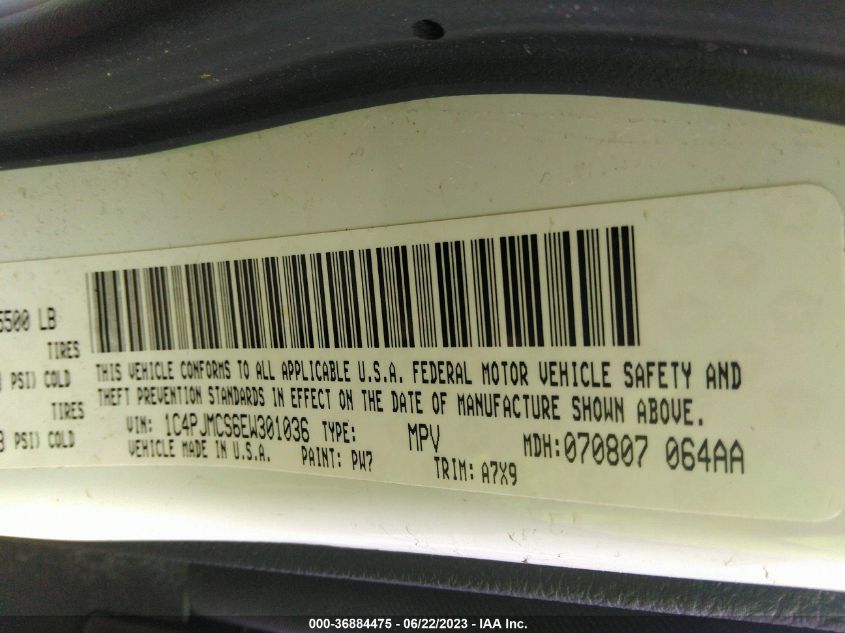 5500 LB
TIRES
PSI) COLD
TIRES
PSI) COLD
THIS VEHICLE CONFORMS TO ALL APPLICABLE U.S.A. FEDERAL MOTOR VEHICLE SAFETY AND
THEFT PREVENTION STANDARDS IN EFFECT ON THE DATE OF MANUFACTURE SHOWN ABOVE.
VIN: 1C4PJMCS6EW301036 TYPE: MPV MDH:070807 064AA
VEHICLE MADE IN U.S.A. PAINT: PW7 TRIM: A7X9
000-36884475 - 06/22/2023 - IAA Inc.